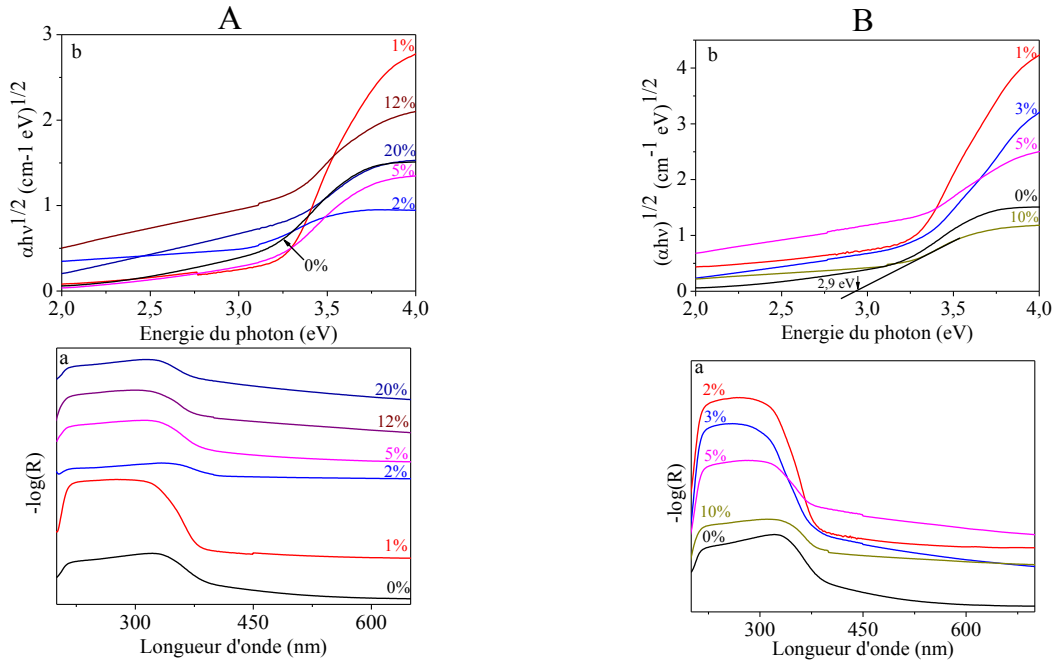 A
b
3
2
1
0
αhν^1/2 (cm-1 eV)^1/2
1%
12%
20%
5%
2%
0%
2,0 2,5 3,0 3,5 4,0
Energie du photon (eV)
a
20%
12%
5%
2%
1%
0%
-log(R)
300 450 600
Longueur d'onde (nm)
B
b
4
3
2
1
0
(αhν)^1/2 (cm^-1 eV)^1/2
1%
3%
5%
0%
10%
2,9 eV
2,0 2,5 3,0 3,5 4,0
Energie du photon (eV)
a
2%
3%
5%
10%
0%
-log(R)
300 450 600
Longueur d'onde (nm)